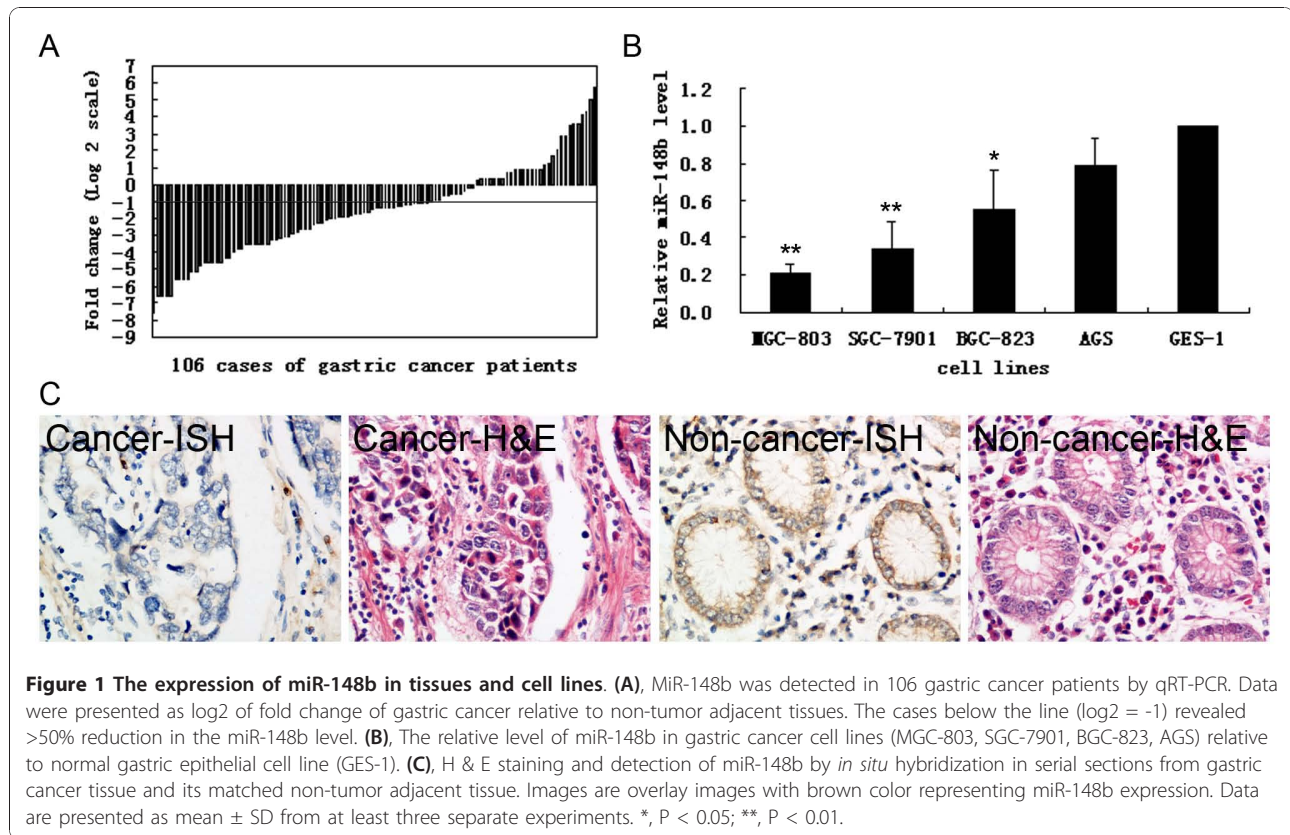 A
Fold change (Log 2 scale)
7
6
5
4
3
2
1
0
-1
-2
-3
-4
-5
-6
-7
-8
-9
106 cases of gastric cancer patients
B
Relative miR-148b level
1.2
1.0
0.8
0.6
0.4
0.2
0.0
**
**
*
MGC-803 SGC-7901 BGC-823 AGS GES-1
cell lines
C
Cancer-ISH
Cancer-H&E
Non-cancer-ISH
Non-cancer-H&E
Figure 1 The expression of miR-148b in tissues and cell lines. (A), MiR-148b was detected in 106 gastric cancer patients by qRT-PCR. Data
were presented as log2 of fold change of gastric cancer relative to non-tumor adjacent tissues. The cases below the line (log2 = -1) revealed
>50% reduction in the miR-148b level. (B), The relative level of miR-148b in gastric cancer cell lines (MGC-803, SGC-7901, BGC-823, AGS) relative
to normal gastric epithelial cell line (GES-1). (C), H & E staining and detection of miR-148b by in situ hybridization in serial sections from gastric
cancer tissue and its matched non-tumor adjacent tissue. Images are overlay images with brown color representing miR-148b expression. Data
are presented as mean ± SD from at least three separate experiments. *, P < 0.05; **, P < 0.01.